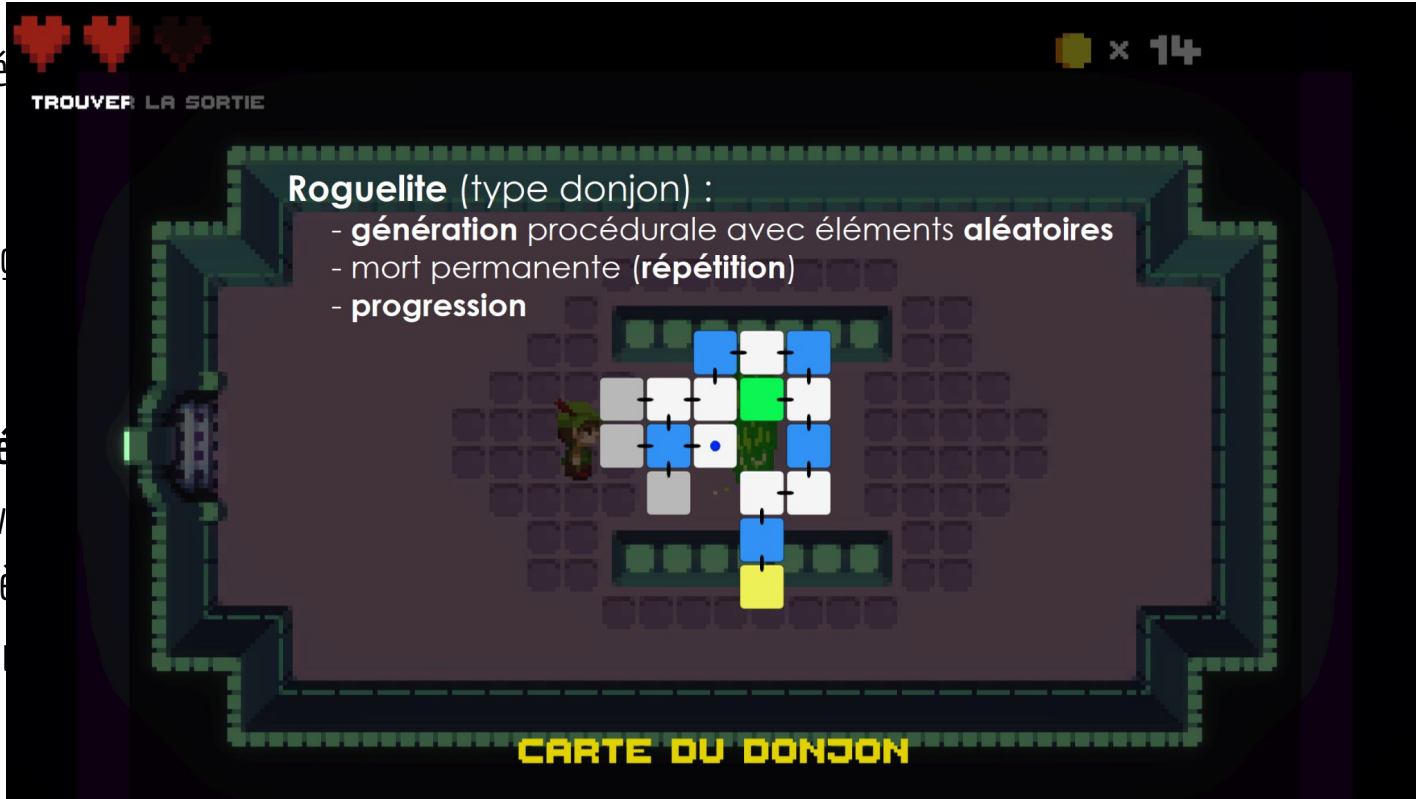 × 14
TROUVER LA SORTIE
Roguelite (type donjon) :
- génération procédurale avec éléments aléatoires
- mort permanente (répétition)
- progression
CARTE DU DONJON